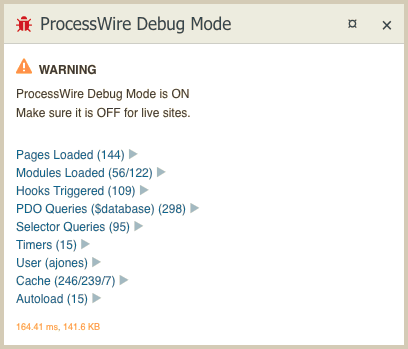 ProcessWire Debug Mode
WARNING
ProcessWire Debug Mode is ON
Make sure it is OFF for live sites.
Pages Loaded (144)
Modules Loaded (56/122)
Hooks Triggered (109)
PDO Queries ($database) (298)
Selector Queries (95)
Timers (15)
User (ajones)
Cache (246/239/7)
Autoload (15)
164.41 ms, 141.6 KB